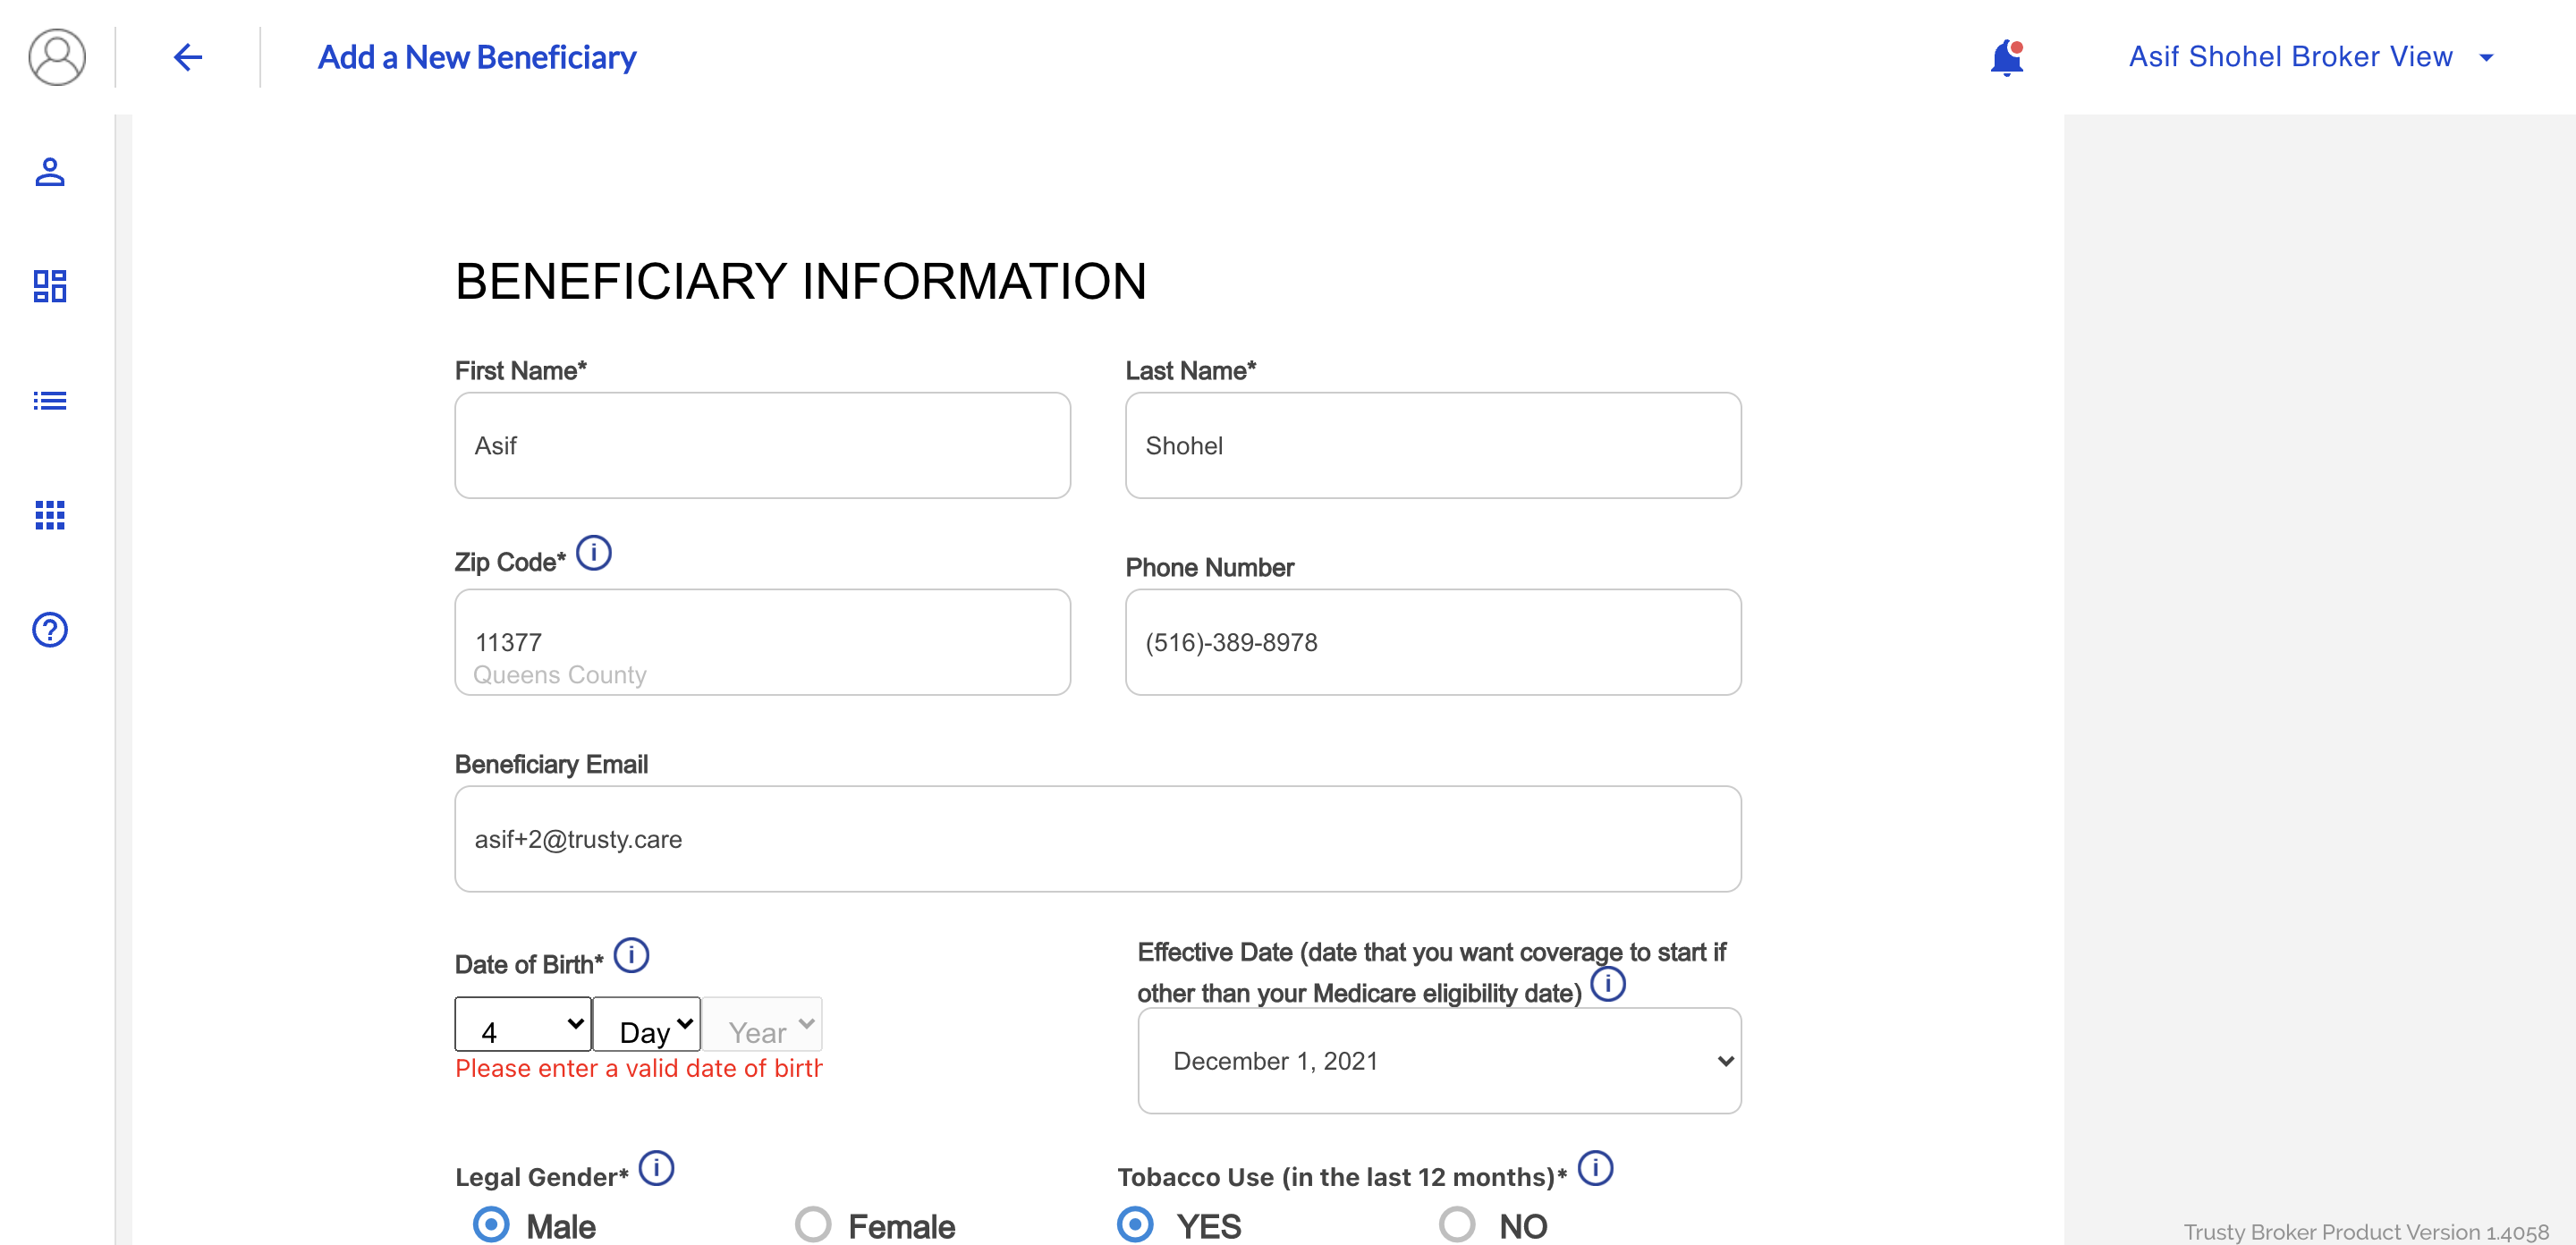 Add a New Beneficiary
Asif Shohel Broker View
BENEFICIARY INFORMATION
First Name*
Last Name*
Asif
Shohel
Zip Code*
Phone Number
11377
Queens County
(516)-389-8978
Beneficiary Email
asif+2@trusty.care
Date of Birth*
Effective Date (date that you want coverage to start if
other than your Medicare eligibility date)
4
Day
Year
December 1, 2021
Please enter a valid date of birth
Legal Gender*
Tobacco Use (in the last 12 months)*
Male
Female
YES
NO
Trusty Broker Product Version 1.4058